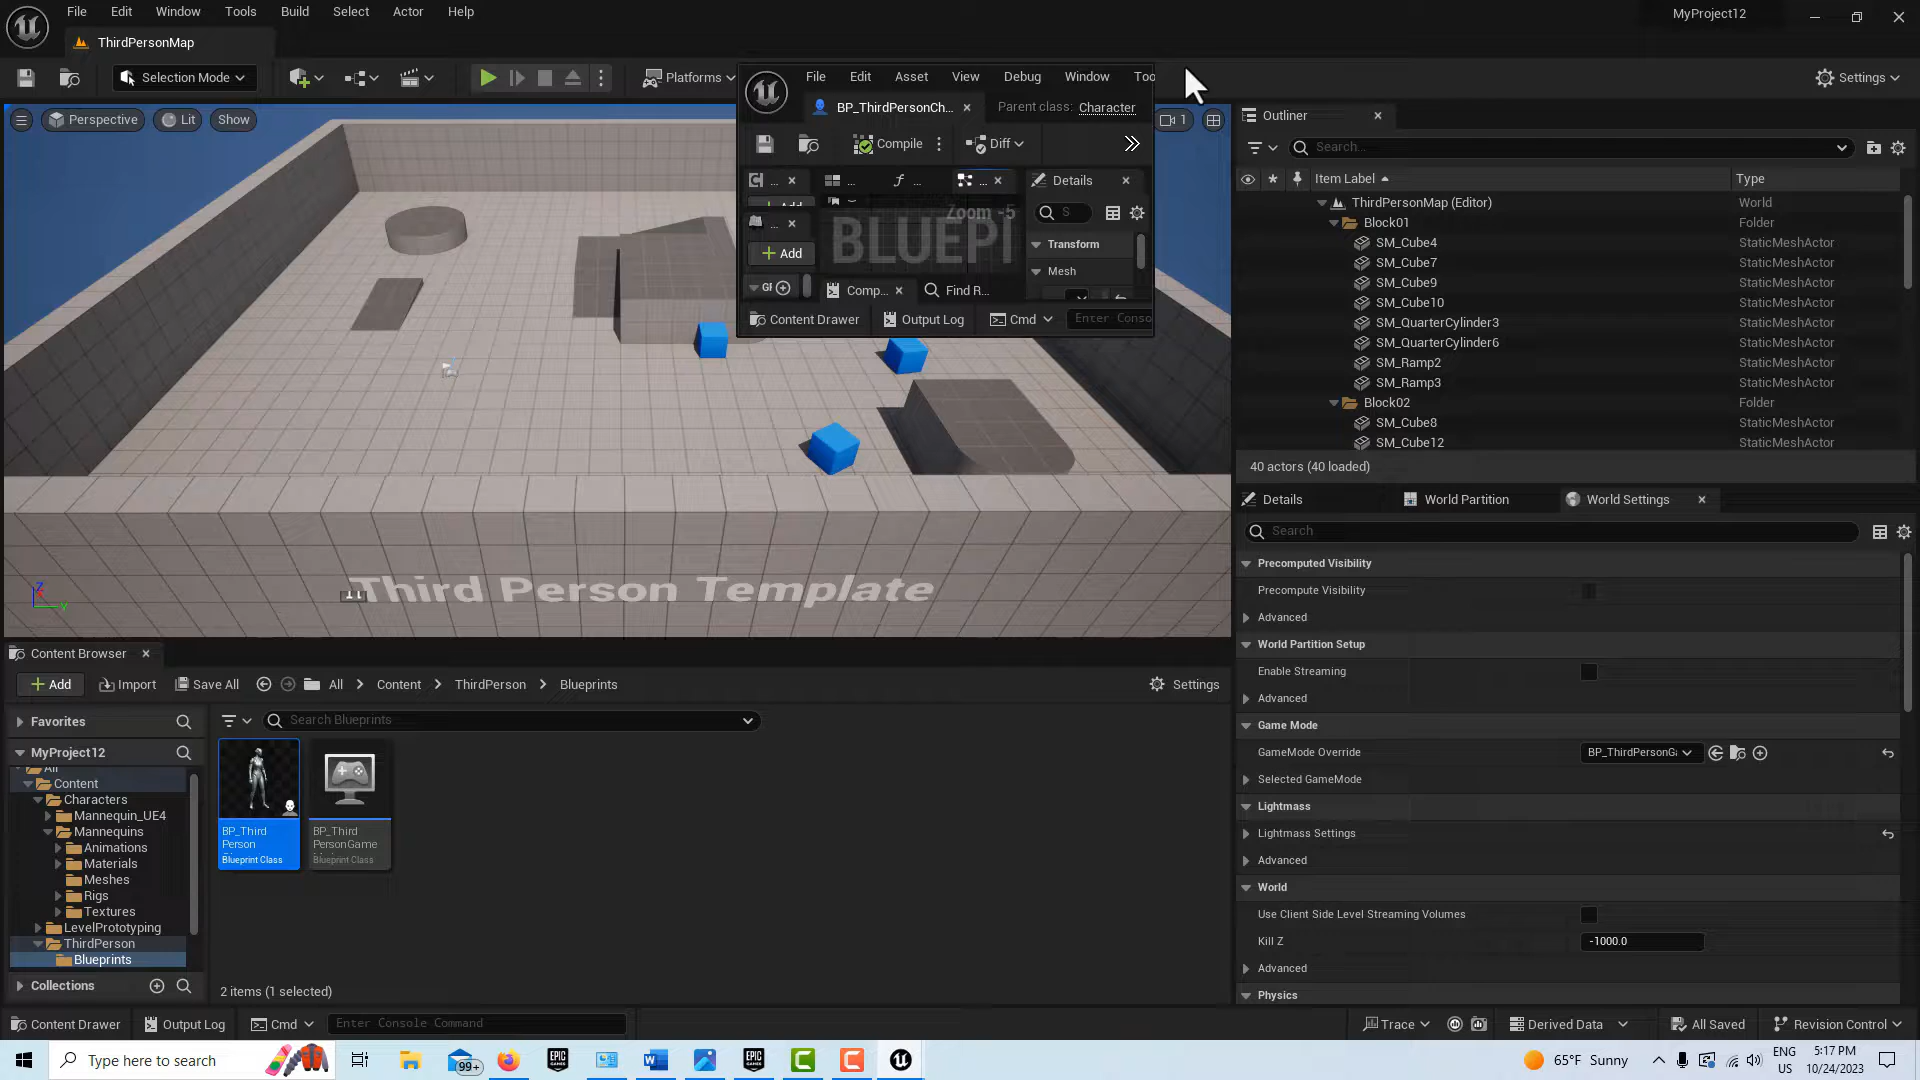 File Edit Window Tools Build Select Actor Help
MyProject12
ThirdPersonMap
Selection Mode
Platforms
Settings
Perspective
Lit
Show
1
File Edit Asset View Debug Window Too
BP_ThirdPersonCh...
Parent class: Character
Compile
Diff
... ... ... ...
Details
Add
Zoom -5
BLUEPI
S
... 
Add
Transform
Mesh
Comp...
Find R...
Content Drawer
Output Log
Cmd
Enter Conso
Third Person Template
Outliner
Search...
Item Label
Type
ThirdPersonMap (Editor) World
Block01 Folder
SM_Cube4 StaticMeshActor
SM_Cube7 StaticMeshActor
SM_Cube9 StaticMeshActor
SM_Cube10 StaticMeshActor
SM_QuarterCylinder3 StaticMeshActor
SM_QuarterCylinder6 StaticMeshActor
SM_Ramp2 StaticMeshActor
SM_Ramp3 StaticMeshActor
Block02 Folder
SM_Cube8 StaticMeshActor
SM_Cube12 StaticMeshActor
40 actors (40 loaded)
Details
World Partition
World Settings
Search
Precomputed Visibility
Precompute Visibility
Advanced
World Partition Setup
Enable Streaming
Advanced
Game Mode
GameMode Override BP_ThirdPersonGa
Selected GameMode
Lightmass
Lightmass Settings
Advanced
World
Use Client Side Level Streaming Volumes
Kill Z -1000.0
Advanced
Physics
Content Browser
Add
Import
Save All
All > Content > ThirdPerson > Blueprints
Settings
Favorites
Search Blueprints
MyProject12
All
Content
Characters
Mannequin_UE4
Mannequins
Animations
Materials
Meshes
Rigs
Textures
LevelPrototyping
ThirdPerson
Blueprints
Collections
BP_Third
Person
Blueprint Class
BP_Third
PersonGame
Blueprint Class
2 items (1 selected)
Content Drawer
Output Log
Cmd
Enter Console Command
Trace
Derived Data
All Saved
Revision Control
Type here to search
99+
EPIC GAMES
EPIC GAMES
65°F Sunny
ENG
US
5:17 PM
10/24/2023